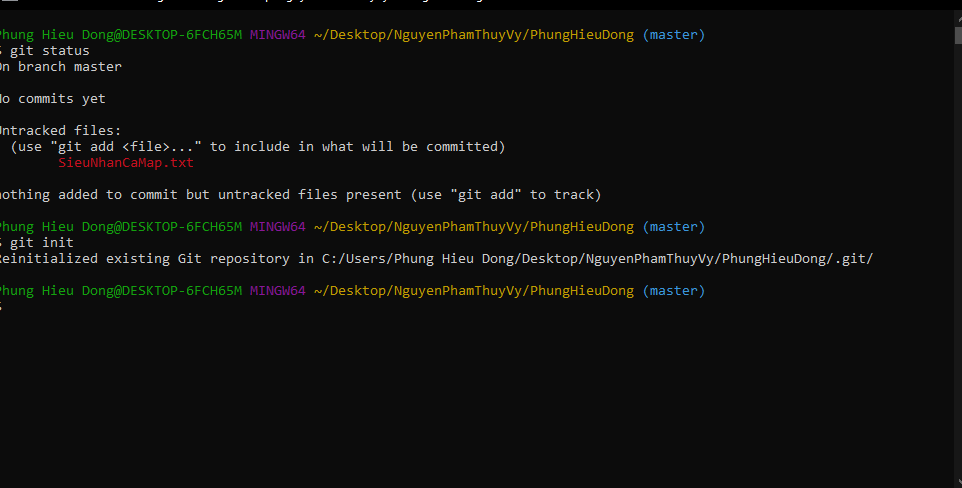 Phung Hieu Dong@DESKTOP-6FCH65M MINGW64 ~/Desktop/NguyenPhamThuyVy/PhungHieuDong (master)
$ git status
On branch master
No commits yet
Untracked files:
(use "git add <file>..." to include in what will be committed)
SieuNhanCaMap.txt
nothing added to commit but untracked files present (use "git add" to track)
Phung Hieu Dong@DESKTOP-6FCH65M MINGW64 ~/Desktop/NguyenPhamThuyVy/PhungHieuDong (master)
$ git init
Reinitialized existing Git repository in C:/Users/Phung Hieu Dong/Desktop/NguyenPhamThuyVy/PhungHieuDong/.git/
Phung Hieu Dong@DESKTOP-6FCH65M MINGW64 ~/Desktop/NguyenPhamThuyVy/PhungHieuDong (master)
$